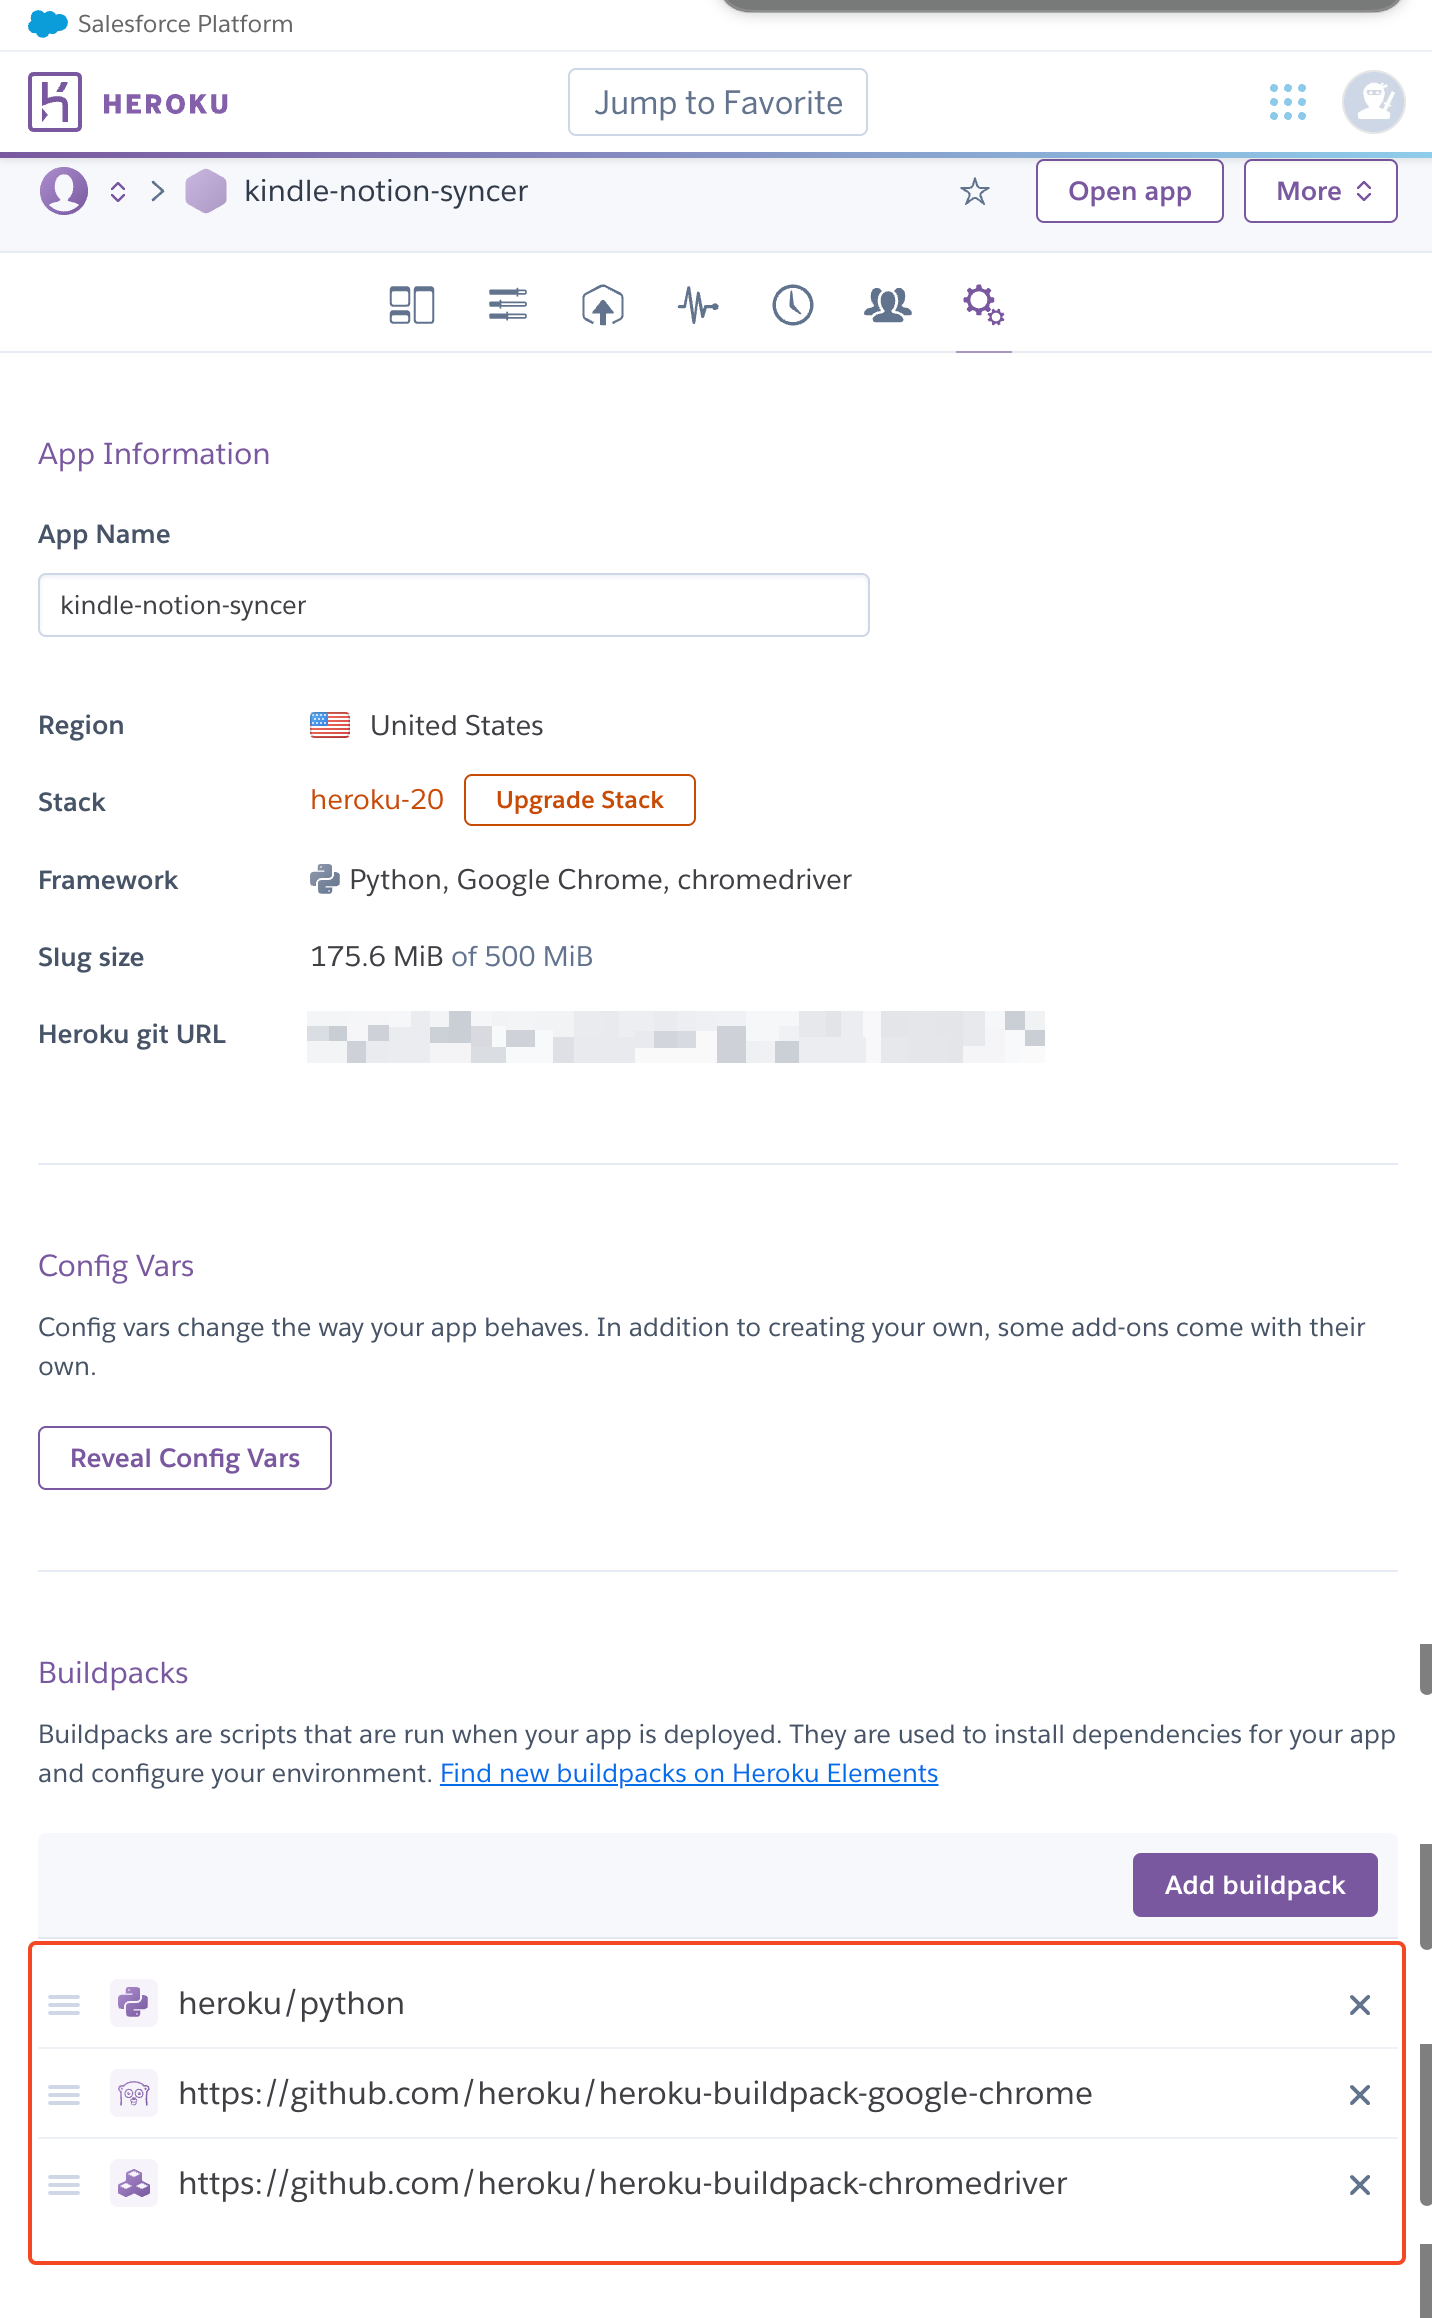 Salesforce Platform
HEROKU
Jump to Favorite
kindle-notion-syncer
Open app
More
App Information
App Name
kindle-notion-syncer
Region United States
Stack heroku-20 Upgrade Stack
Framework Python, Google Chrome, chromedriver
Slug size 175.6 MiB of 500 MiB
Heroku git URL
Config Vars
Config vars change the way your app behaves. In addition to creating your own, some add-ons come with their
own.
Reveal Config Vars
Buildpacks
Buildpacks are scripts that are run when your app is deployed. They are used to install dependencies for your app
and configure your environment. Find new buildpacks on Heroku Elements
Add buildpack
heroku/python
https://github.com/heroku/heroku-buildpack-google-chrome
https://github.com/heroku/heroku-buildpack-chromedriver